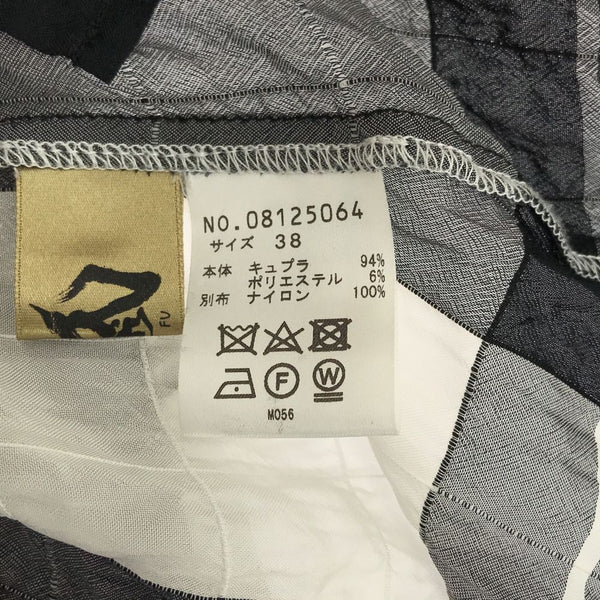 NO.08125064
サイズ 38
本体 キュプラ 94%
ポリエステル 6%
別布 ナイロン 100%
F W
M056
FU